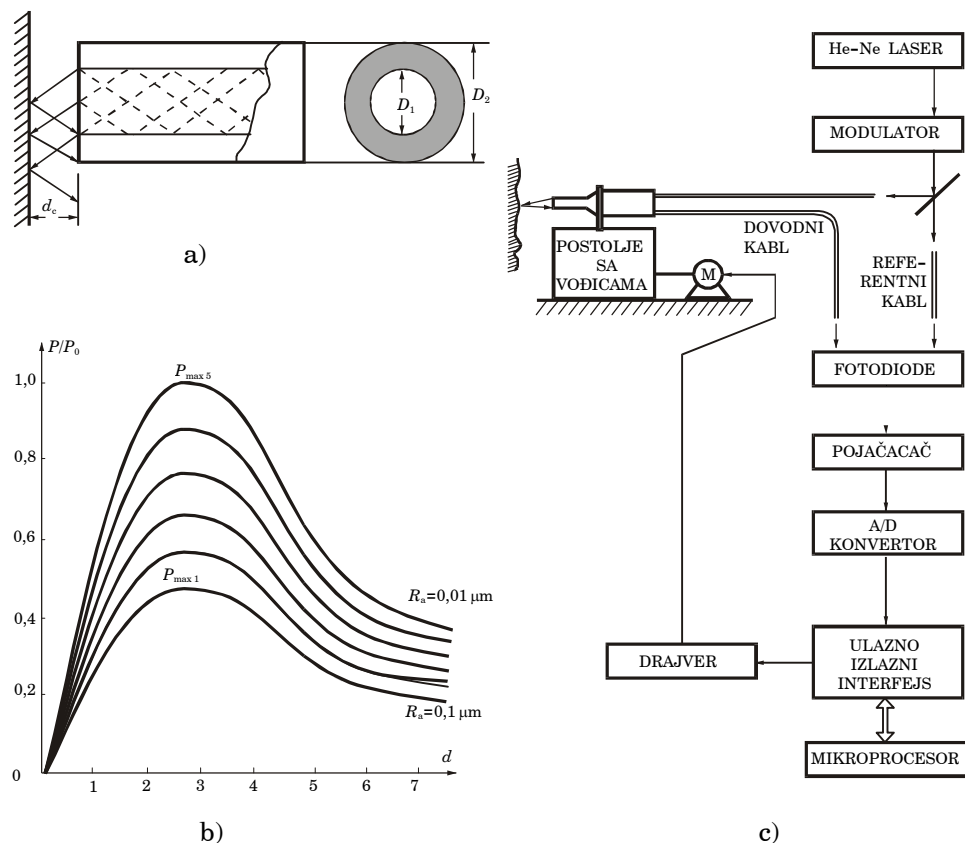 D₁
D₂
dc
a)
P/P₀
1,0
0,8
0,6
0,4
0,2
0
Pmax 5
Pmax 1
Rₐ=0,01 μm
Rₐ=0,1 μm
d
1 2 3 4 5 6 7
b)
He–Ne LASER
MODULATOR
DOVODNI
KABL
POSTOLJE
SA
VOĐICAMA
M
REFE–
RENTNI
KABL
FOTODIODE
POJAČACAČ
A/D
KONVERTOR
ULAZNO
IZLAZNI
INTERFEJS
DRAJVER
MIKROPROCESOR
c)